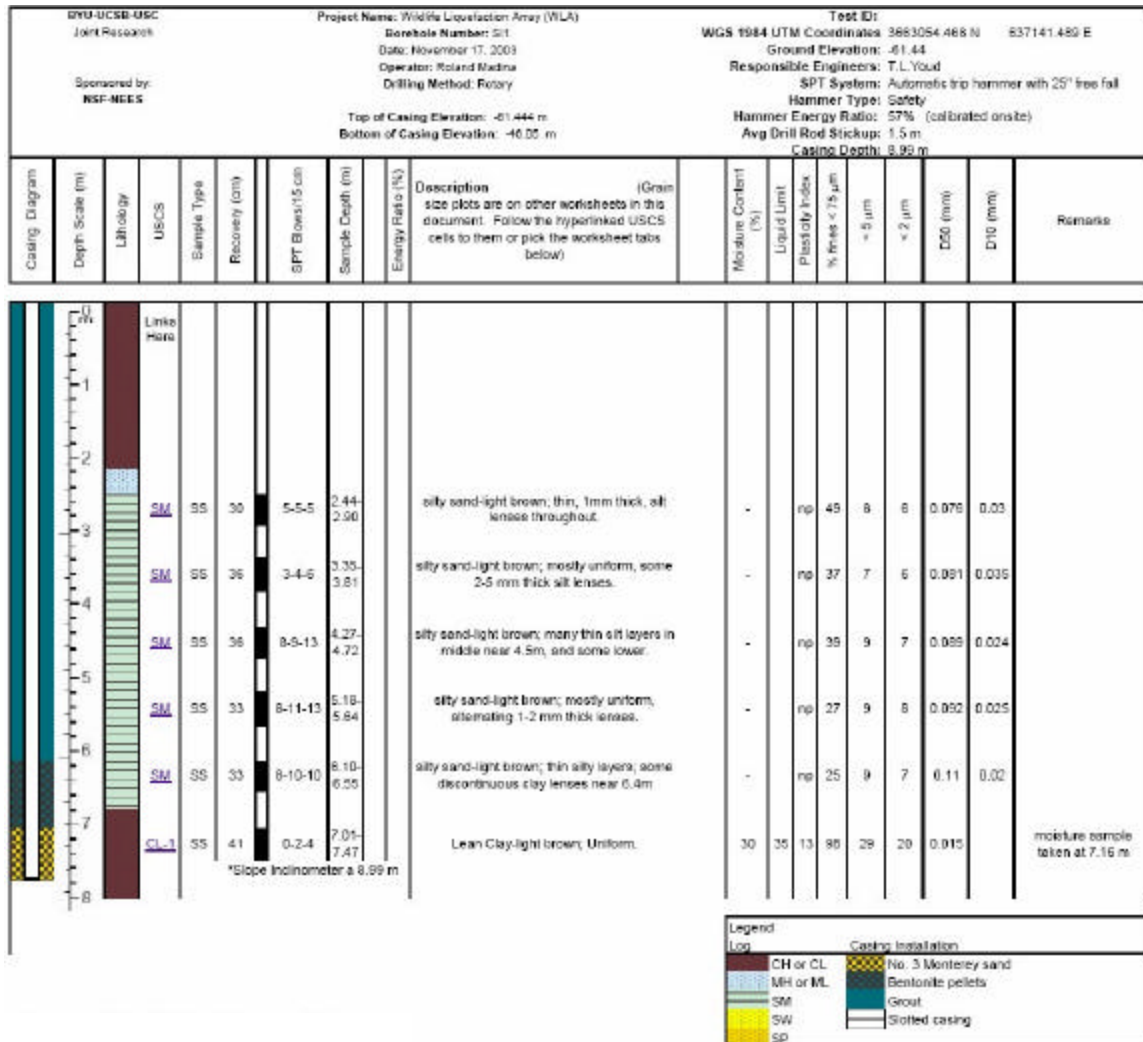 BYU-UCSB-USC
Joint Research
Sponsored by:
NSF-NEES
Project Name: Wildlife Liquefaction Array (WLA)
Borehole Number: SI1
Date: November 17, 2003
Operator: Roland Madina
Drilling Method: Rotary
Top of Casing Elevation: -61.444 m
Bottom of Casing Elevation: m
Test ID:
WGS 1984 UTM Coordinates 3663054.468 N 637141.489 E
Ground Elevation: -61.44
Responsible Engineers: T.L.Youd
SPT System: Automatic trip hammer with 25" free fall
Hammer Type: Safety
Hammer Energy Ratio: 57% (calibrated onsite)
Avg Drill Rod Stickup: 1.5 m
Casing Depth: 8.99 m
Casing Diagram
Depth Scale (m)
Lithology
USCS
Sample Type
Recovery (cm)
SPT Blows/15 cm
Sample Depth (m)
Energy Ratio (%)
Description (Grain
size plots are on other worksheets in this
document. Follow the hyperlinked USCS
cells to them or pick the worksheet tabs
below)
Moisture Content
(%)
Liquid Limit
Plasticity Index
% fines < 75 µm
< 5 µm
< 2 µm
D50 (mm)
D10 (mm)
Remarks
0
m
1
2
3
4
5
6
7
8
Links
Here
SM SS 30 5-5-5 2.44-
2.90 silty sand-light brown; thin, 1mm thick, silt
lenses throughout. - np 49 6 0.03
SM SS 36 3-4-6 3.35-
3.81 silty sand-light brown; mostly uniform, some
2-5 mm thick silt lenses. - np 37 7 6 0.035
SM SS 36 8-9-13 4.27-
4.72 silty sand-light brown; many thin silt layers in
middle near 4.5m, and some lower. - np 39 9 7 0.089 0.024
SM SS 33 8-11-13 5.18-
5.64 silty sand-light brown; mostly uniform,
alternating 1-2 mm thick lenses. - np 27 9 8 0.092 0.025
SM SS 33 8-10-10 6.10-
6.55 silty sand-light brown; thin silty layers; some
discontinuous clay lenses near 6.4m - np 25 9 7 0.11 0.02
CL-1 SS 41 0-2-4 7.01-
7.47 Lean Clay-light brown; Uniform. 30 35 13 98 29 20 0.015 moisture sample
taken at 7.16 m
*Slope Inclinometer a 8.99 m
Legend
Log Casing Installation
CH or CL No. 3 Monterey sand
MH or ML Bentonite pellets
SM Grout
SW Slotted casing
SP